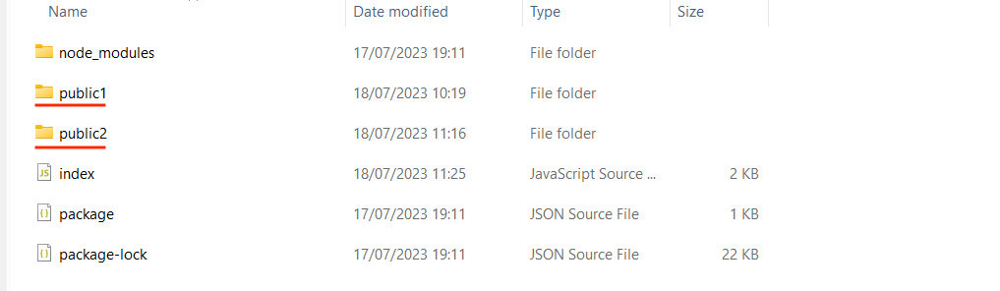 Name Date modified Type Size
node_modules 17/07/2023 19:11 File folder
public1 18/07/2023 10:19 File folder
public2 18/07/2023 11:16 File folder
JS index 18/07/2023 11:25 JavaScript Source ... 2 KB
package 17/07/2023 19:11 JSON Source File 1 KB
package-lock 17/07/2023 19:11 JSON Source File 22 KB